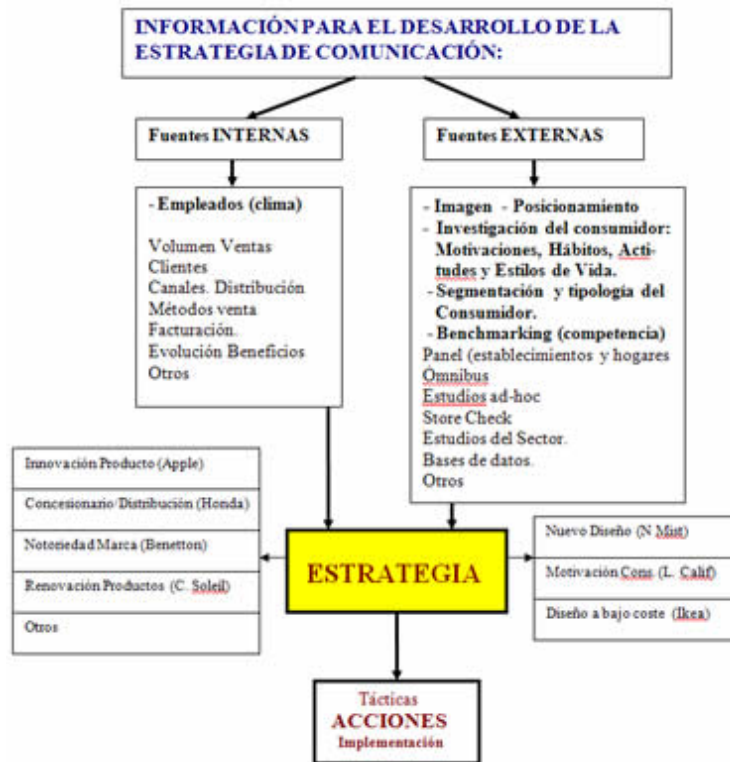 INFORMACIÓN PARA EL DESARROLLO DE LA
ESTRATEGIA DE COMUNICACIÓN:
Fuentes INTERNAS
Fuentes EXTERNAS
- Empleados (clima)
Volumen Ventas
Clientes
Canales. Distribución
Métodos venta
Facturación.
Evolución Beneficios
Otros
- Imagen - Posicionamiento
- Investigación del consumidor:
Motivaciones, Hábitos, Acti-
tudes y Estilos de Vida.
- Segmentación y tipología del
Consumidor.
- Benchmarking (competencia)
Panel (establecimientos y hogares
Ómnibus
Estudios ad-hoc
Store Check
Estudios del Sector.
Bases de datos.
Otros
Innovación Producto (Apple)
Concesionario/Distribución (Honda)
Notoriedad Marca (Benetton)
Renovación Productos (C. Soleil)
Otros
ESTRATEGIA
Nuevo Diseño (N Mist)
Motivación Cons. (L. Calif)
Diseño a bajo coste (Ikea)
Tácticas
ACCIONES
Implementación